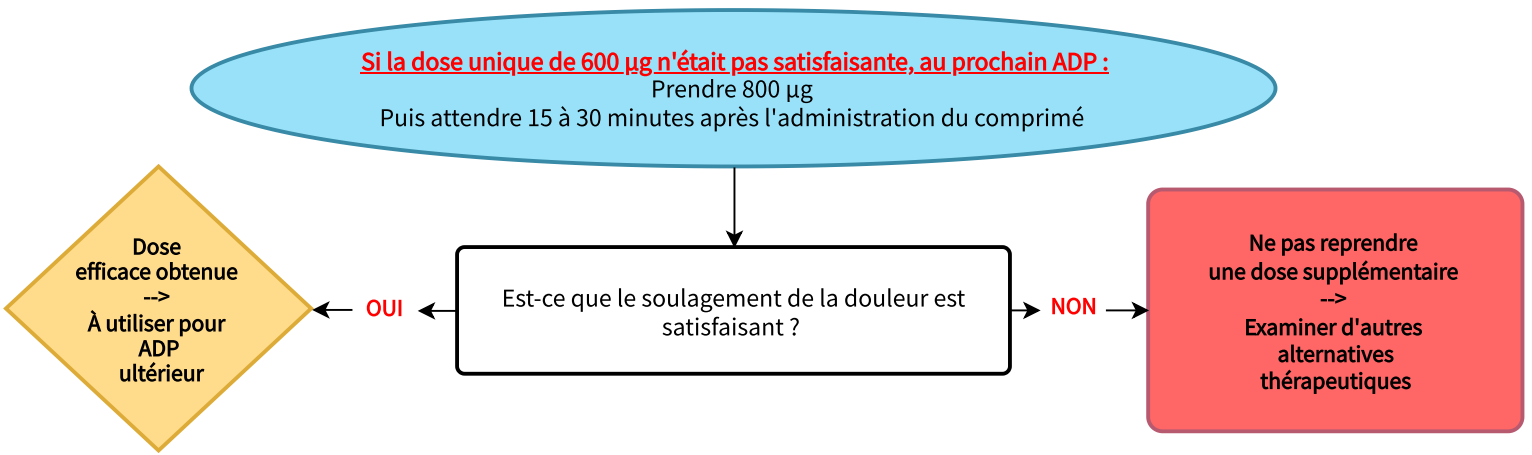 Si la dose unique de 600 µg n'était pas satisfaisante, au prochain ADP :
Prendre 800 µg
Puis attendre 15 à 30 minutes après l'administration du comprimé
Dose
efficace obtenue
-->
À utiliser pour
ADP
ultérieur
OUI
Est-ce que le soulagement de la douleur est
satisfaisant ?
NON
Ne pas reprendre
une dose supplémentaire
-->
Examiner d'autres
alternatives
thérapeutiques